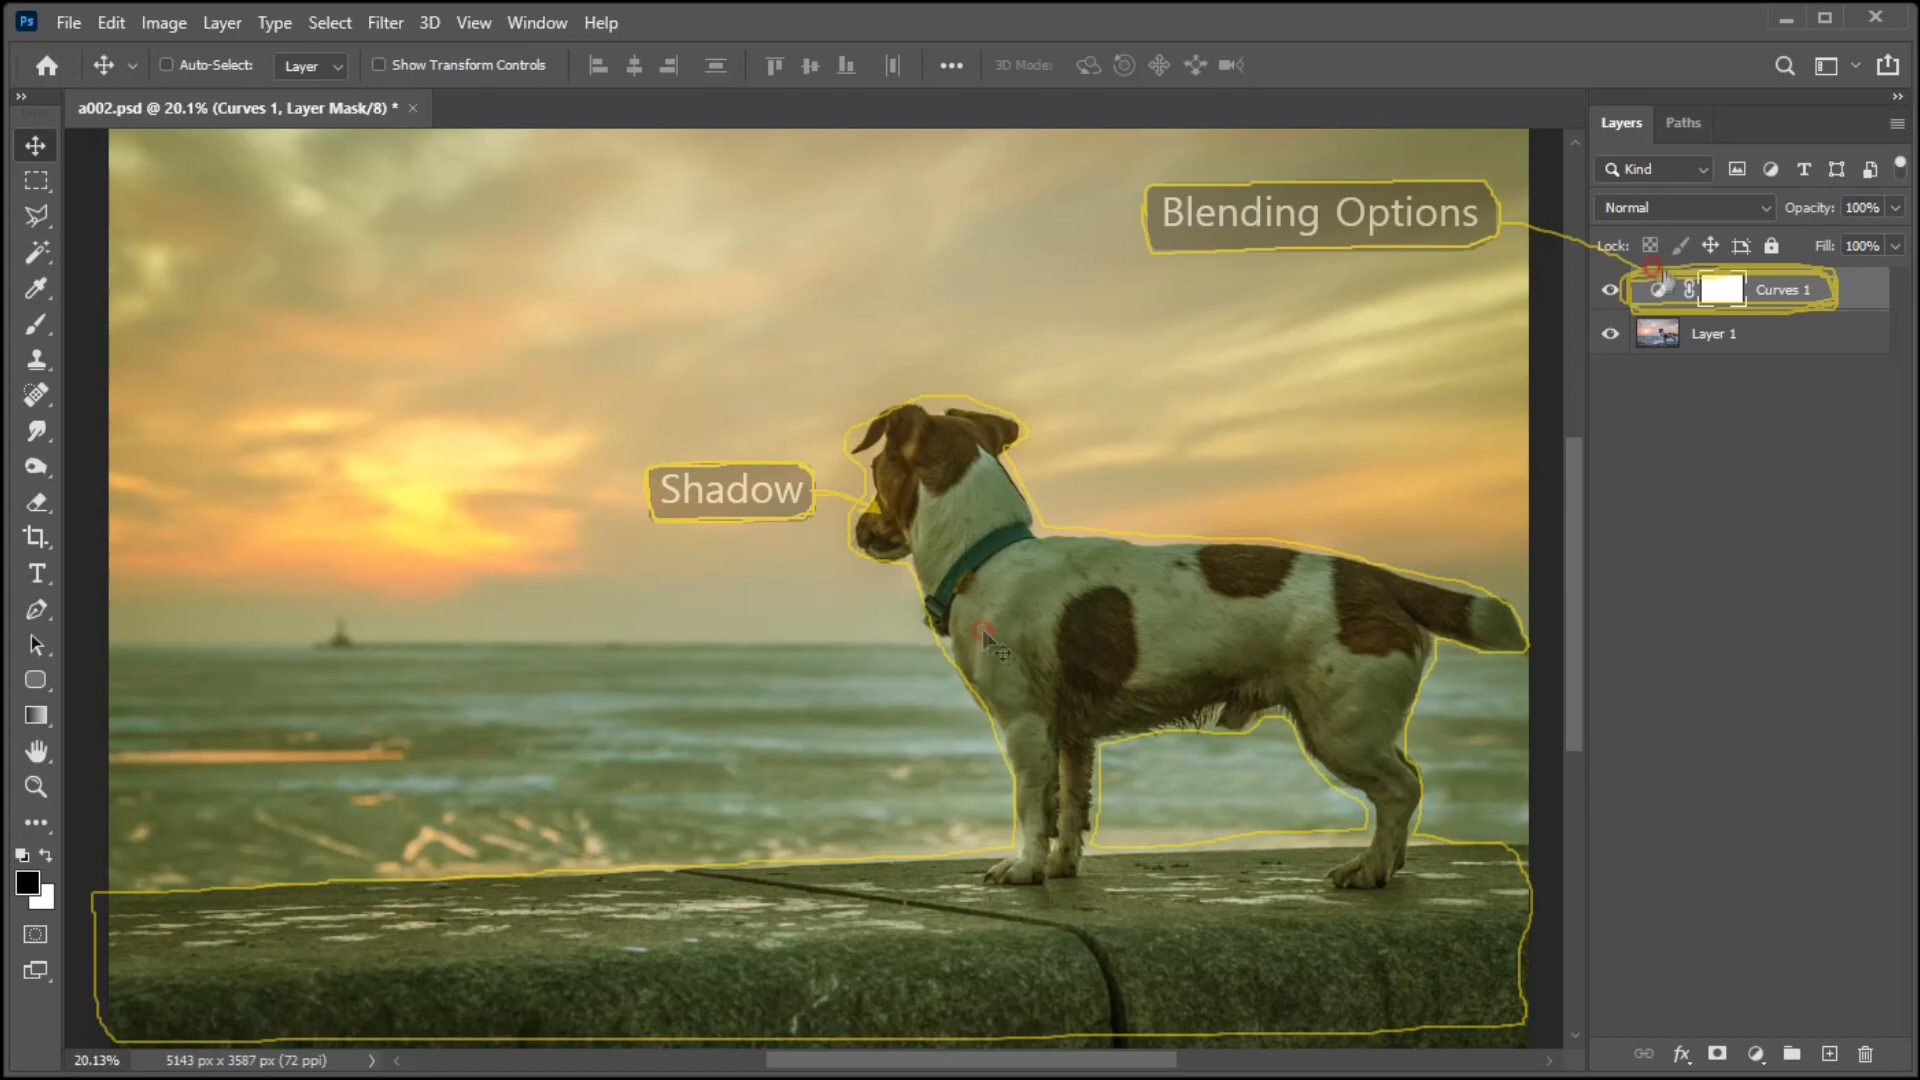 Ps File Edit Image Layer Type Select Filter 3D View Window Help
Auto-Select: Layer Show Transform Controls 3D Mode:
a002.psd @ 20.1% (Curves 1, Layer Mask/8) *
Layers Paths
Kind
Normal Opacity: 100%
Lock: Fill: 100%
Curves 1
Layer 1
Blending Options
Shadow
20.13% 5143 px x 3587 px (72 ppi)
fx